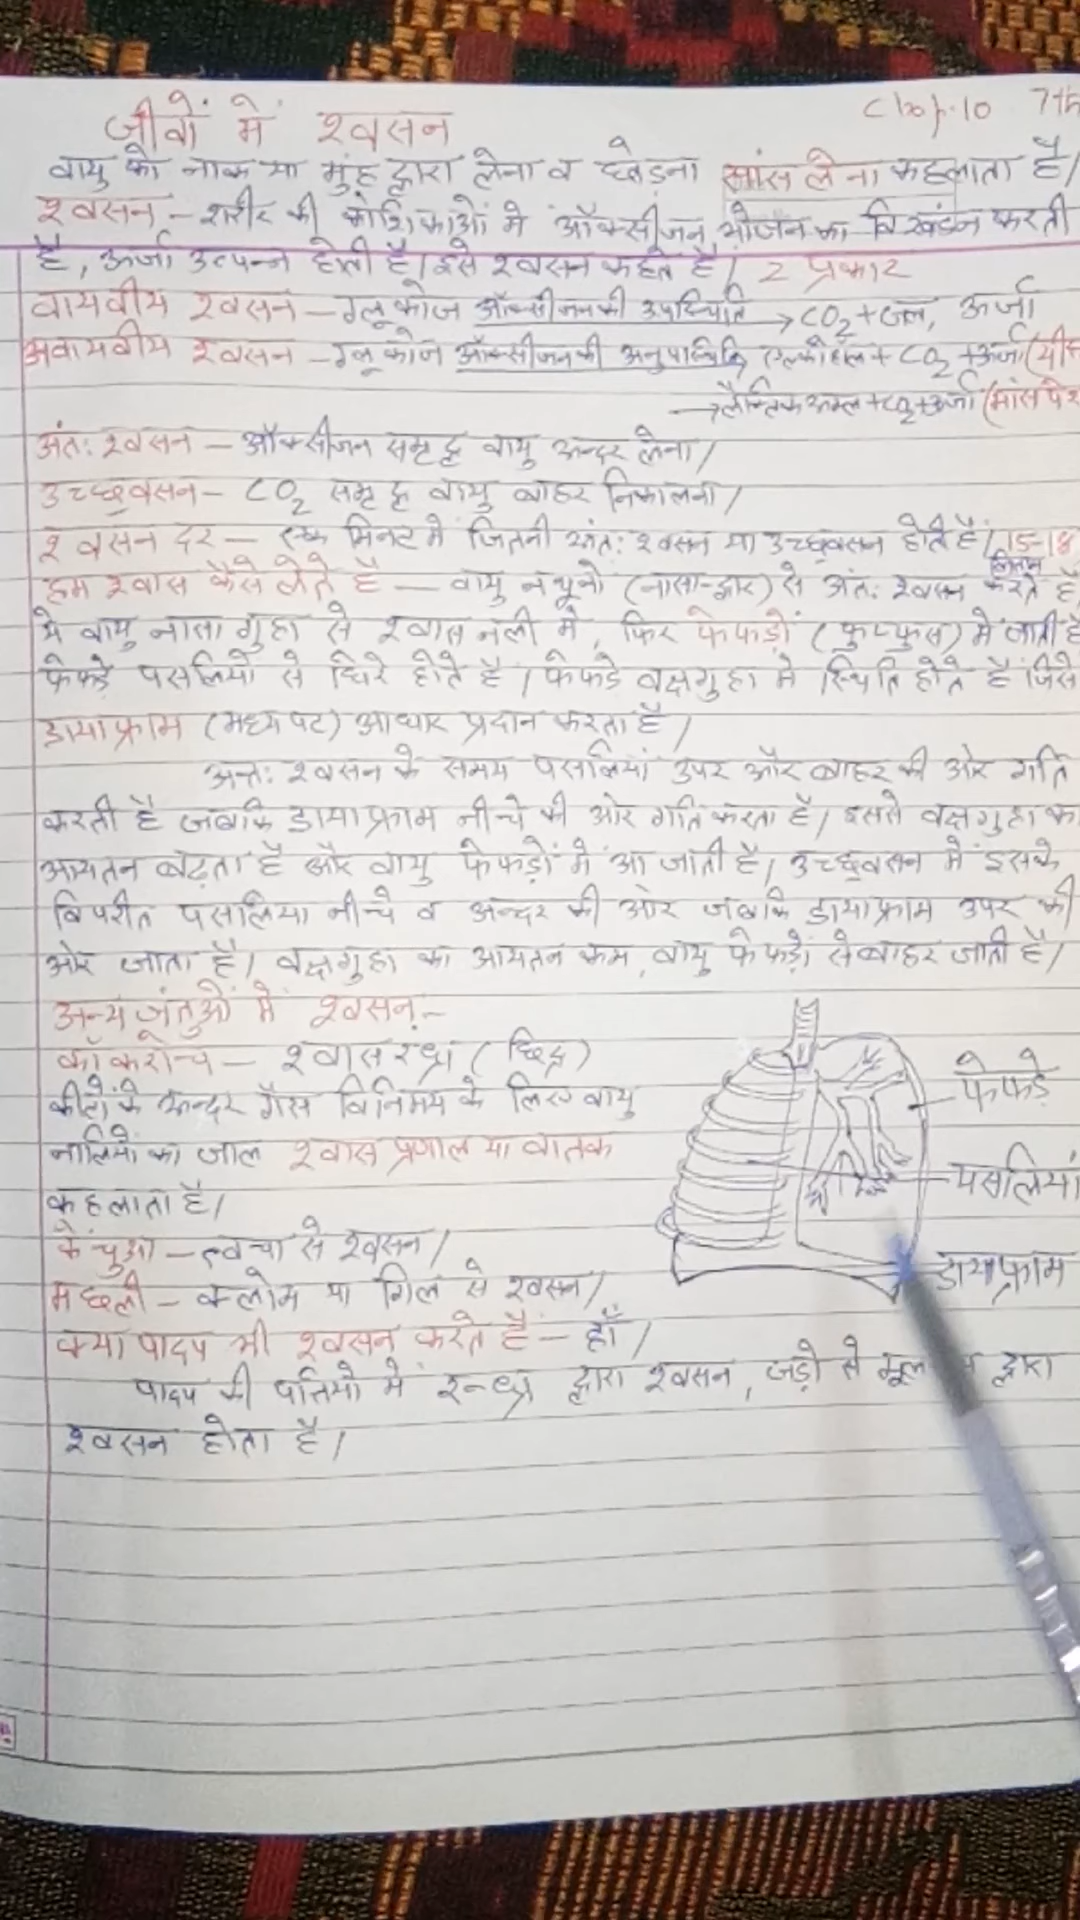 Chap.10 7th
जीवों में श्वसन
वायु को नाक या मुंह द्वारा लेना व छोड़ना सांस लेना कहलाता है।
श्वसन - शरीर की कोशिकाओं में ऑक्सीजन भोजन का विखंडन करती
है, ऊर्जा उत्पन्न होती है। इसे श्वसन कहते है। 2 प्रकार
वायवीय श्वसन - ग्लूकोज ऑक्सीजन की उपस्थिति → CO2 + जल, ऊर्जा
अवायवीय श्वसन - ग्लूकोज ऑक्सीजन की अनुपस्थिति एल्कोहल + CO2 + ऊर्जा (यीस
→ लैक्टिक अम्ल + CO2 + ऊर्जा (मांसपेश
अंतः श्वसन - ऑक्सीजन समृद्ध वायु अन्दर लेना।
उच्छ्वसन - CO2 समृद्ध वायु बाहर निकालना।
श्वसन दर - एक मिनट में जितनी अंतः श्वसन या उच्छ्वसन होते है। 15-18
हम श्वास कैसे लेते है - वायु नथूनो (नासा-द्वार) से अंतः श्वसन करते है,
ये वायु नासा गुहा से श्वास नली में, फिर फेफड़ों (फुफ्फुस) में जाती है
फेफड़े पसलियों से घिरे होते है। फेफड़े वक्षगुहा में स्थिति होते है जिसे
डायाफ्राम (मध्यपट) आधार प्रदान करता है।
अन्तः श्वसन के समय पसलियां उपर और बाहर की ओर गति
करती है जबकि डायाफ्राम नीचे की ओर गति करता है। इससे वक्षगुहा का
आयतन बढ़ता है और वायु फेफड़ों में आ जाती है। उच्छ्वसन में इसके
विपरीत पसलियां नीचे व अन्दर की ओर जबकि डायाफ्राम उपर की
ओर जाता है। वक्षगुहा का आयतन कम, वायु फेफड़ों से बाहर जाती है।
अन्य जंतुओं में श्वसन -
कॉकरोच - श्वास रंध्र (छिद्र)
कीटों के अन्दर गैस विनिमय के लिए वायु
नालियों का जाल श्वास प्रणाल या वातक
कहलाता है।
केंचुआ - त्वचा से श्वसन।
मछली - क्लोम या गिल से श्वसन।
क्या पादप भी श्वसन करते है - हाँ।
पादप की पत्तियों में रन्ध्र द्वारा श्वसन, जड़ो से द्वारा
श्वसन होता है।
फेफड़े
पसलियां
डायाफ्राम